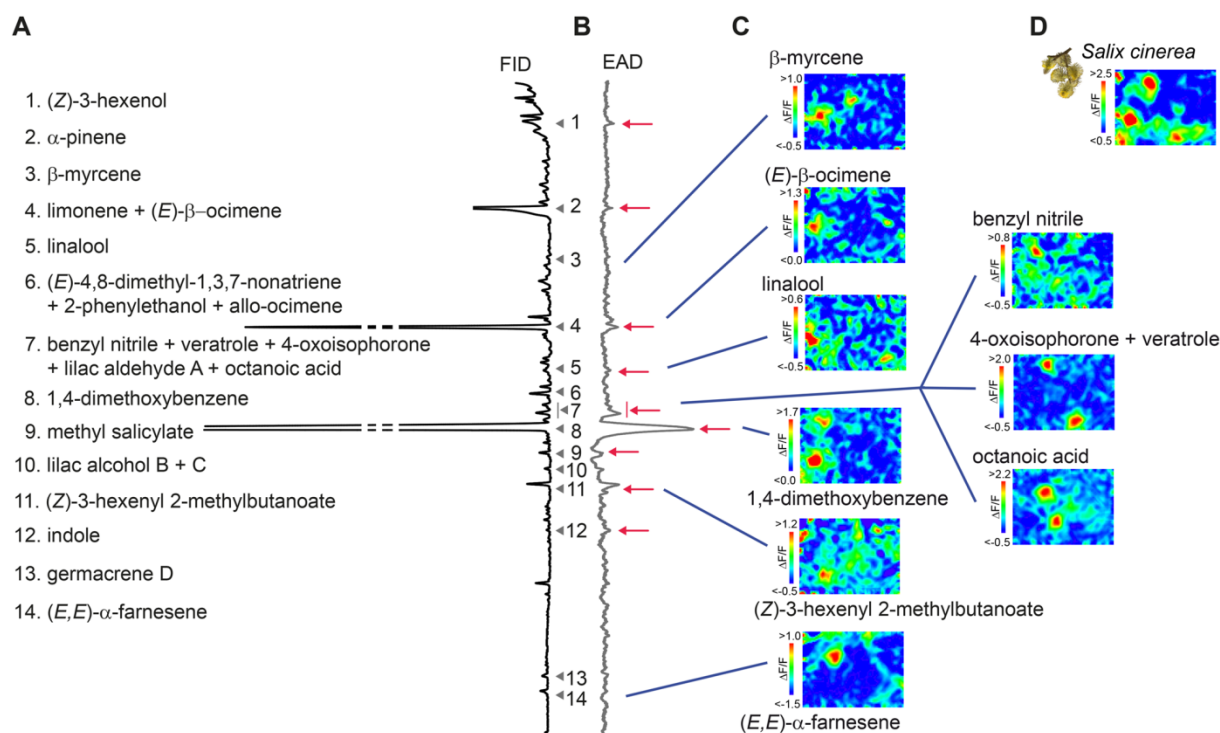 A
B
C
D
FID
EAD
1. (Z)-3-hexenol
2. α-pinene
3. β-myrcene
4. limonene + (E)-β–ocimene
5. linalool
6. (E)-4,8-dimethyl-1,3,7-nonatriene
+ 2-phenylethanol + allo-ocimene
7. benzyl nitrile + veratrole + 4-oxoisophorone
+ lilac aldehyde A + octanoic acid
8. 1,4-dimethoxybenzene
9. methyl salicylate
10. lilac alcohol B + C
11. (Z)-3-hexenyl 2-methylbutanoate
12. indole
13. germacrene D
14. (E,E)-α-farnesene
1
2
3
4
5
6
7
8
9
10
11
12
13
14
β-myrcene
>1.0
ΔF/F
<-0.5
(E)-β-ocimene
>1.3
ΔF/F
<0.0
linalool
>0.6
ΔF/F
<-0.5
>1.7
ΔF/F
<0.0
1,4-dimethoxybenzene
>1.2
ΔF/F
<-0.5
(Z)-3-hexenyl 2-methylbutanoate
>1.0
ΔF/F
<-1.5
(E,E)-α-farnesene
Salix cinerea
>2.5
ΔF/F
<-0.5
benzyl nitrile
>0.8
ΔF/F
<-0.5
4-oxoisophorone + veratrole
>2.0
ΔF/F
<-0.5
octanoic acid
>2.2
ΔF/F
<-0.5